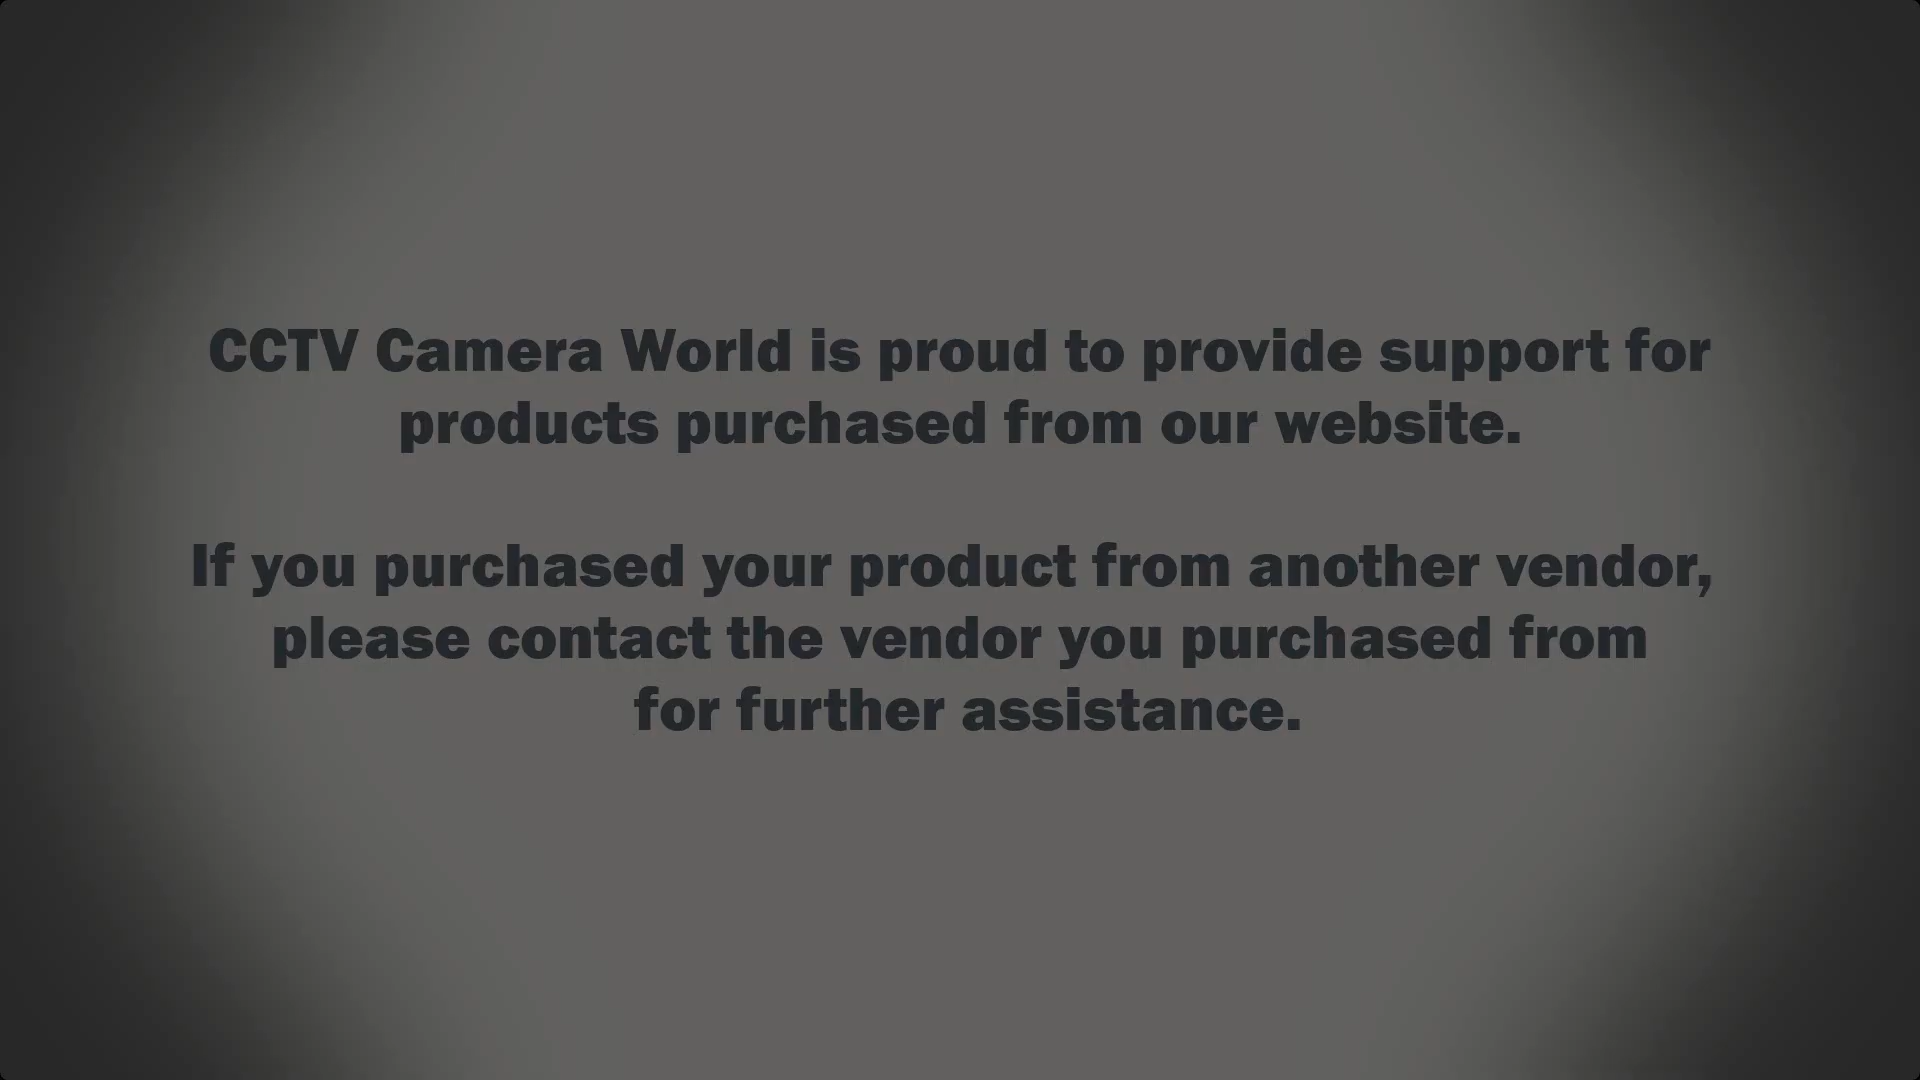 CCTV Camera World is proud to provide support for
products purchased from our website.
If you purchased your product from another vendor,
please contact the vendor you purchased from
for further assistance.